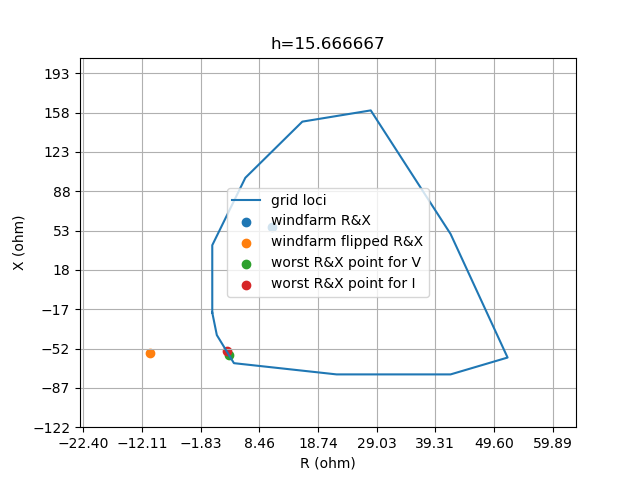 h=15.666667
X (ohm)
193
158
123
88
53
18
−17
−52
−87
−122
grid loci
windfarm R&X
windfarm flipped R&X
worst R&X point for V
worst R&X point for I
−22.40 −12.11 −1.83 8.46 18.74 29.03 39.31 49.60 59.89
R (ohm)